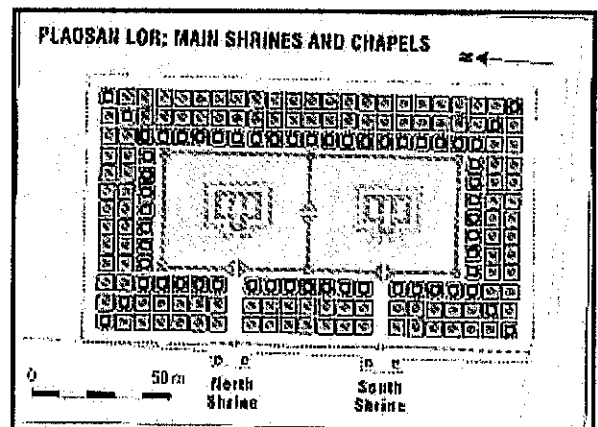 PLAOSAN LOR: MAIN SHRINES AND CHAPELS
N
0 50 m
North Shrine
South Shrine